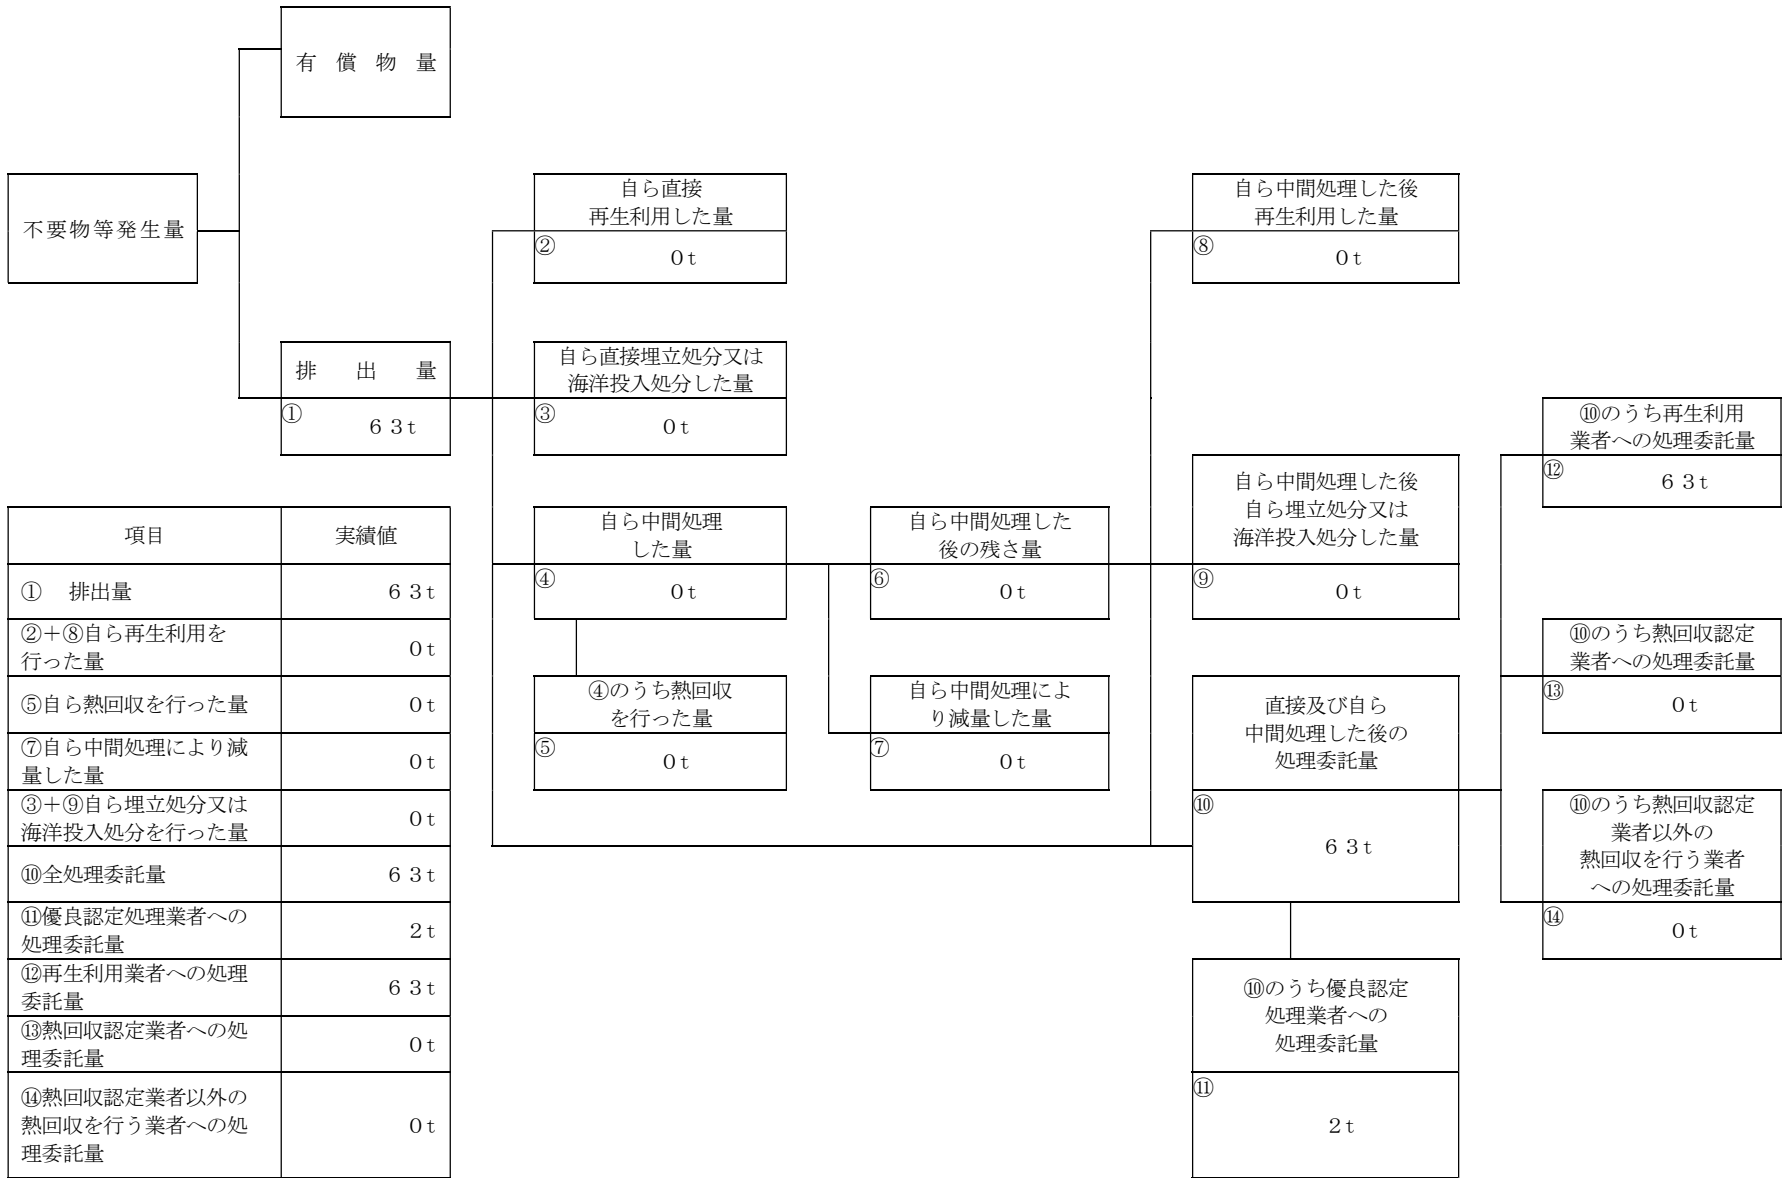 有　償　物　量
不要物等発生量
自ら直接
再生利用した量
②
０t
自ら中間処理した後
再生利用した量
⑧
０t
排　出　量
①
６３t
自ら直接埋立処分又は
海洋投入処分した量
③
０t
⑩のうち再生利用
業者への処理委託量
⑫
６３t
自ら中間処理
した量
④
０t
自ら中間処理した
後の残さ量
⑥
０t
自ら中間処理した後
自ら埋立処分又は
海洋投入処分した量
⑨
０t
⑩のうち熱回収認定
業者への処理委託量
⑬
０t
④のうち熱回収
を行った量
⑤
０t
自ら中間処理によ
り減量した量
⑦
０t
直接及び自ら
中間処理した後の
処理委託量
⑩
６３t
⑩のうち熱回収認定
業者以外の
熱回収を行う業者
への処理委託量
⑭
０t
⑩のうち優良認定
処理業者への
処理委託量
⑪
２t
項目　実績値
①　排出量　６３t
②＋⑧自ら再生利用を
行った量　０t
⑤自ら熱回収を行った量　０t
⑦自ら中間処理により減
量した量　０t
③＋⑨自ら埋立処分又は
海洋投入処分を行った量　０t
⑩全処理委託量　６３t
⑪優良認定処理業者への
処理委託量　２t
⑫再生利用業者への処理
委託量　６３t
⑬熱回収認定業者への処
理委託量　０t
⑭熱回収認定業者以外の
熱回収を行う業者への処　０t
理委託量